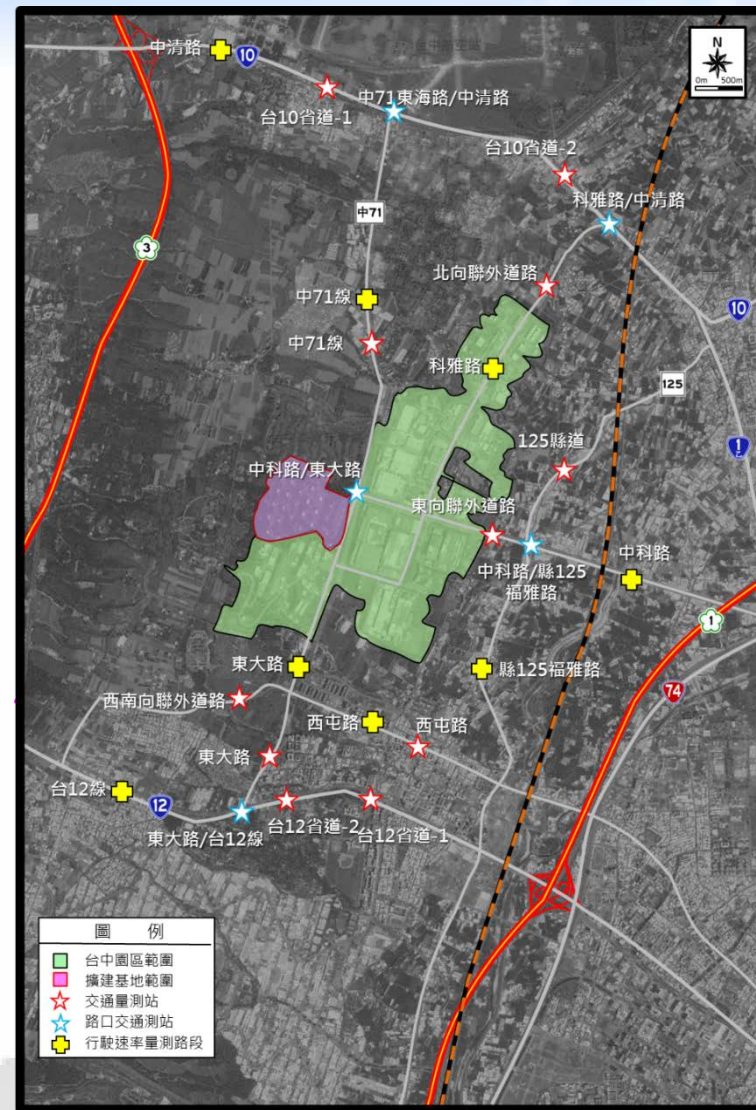 中清路
10
N
0m 500m
台10省道-1
中71東海路/中清路
台10省道-2
科雅路/中清路
中71
3
北向聯外道路
中71線
10
中71線
科雅路
125
1
125縣道
中科路/東大路
東向聯外道路
中科路/縣125
福雅路
中科路
1
東大路
縣125福雅路
74
西南向聯外道路
西屯路
西屯路
東大路
台12線
12
東大路/台12線
台12省道-2
台12省道-1
圖 例
台中園區範圍
擴建基地範圍
交通量測站
路口交通測站
行駛速率量測路段